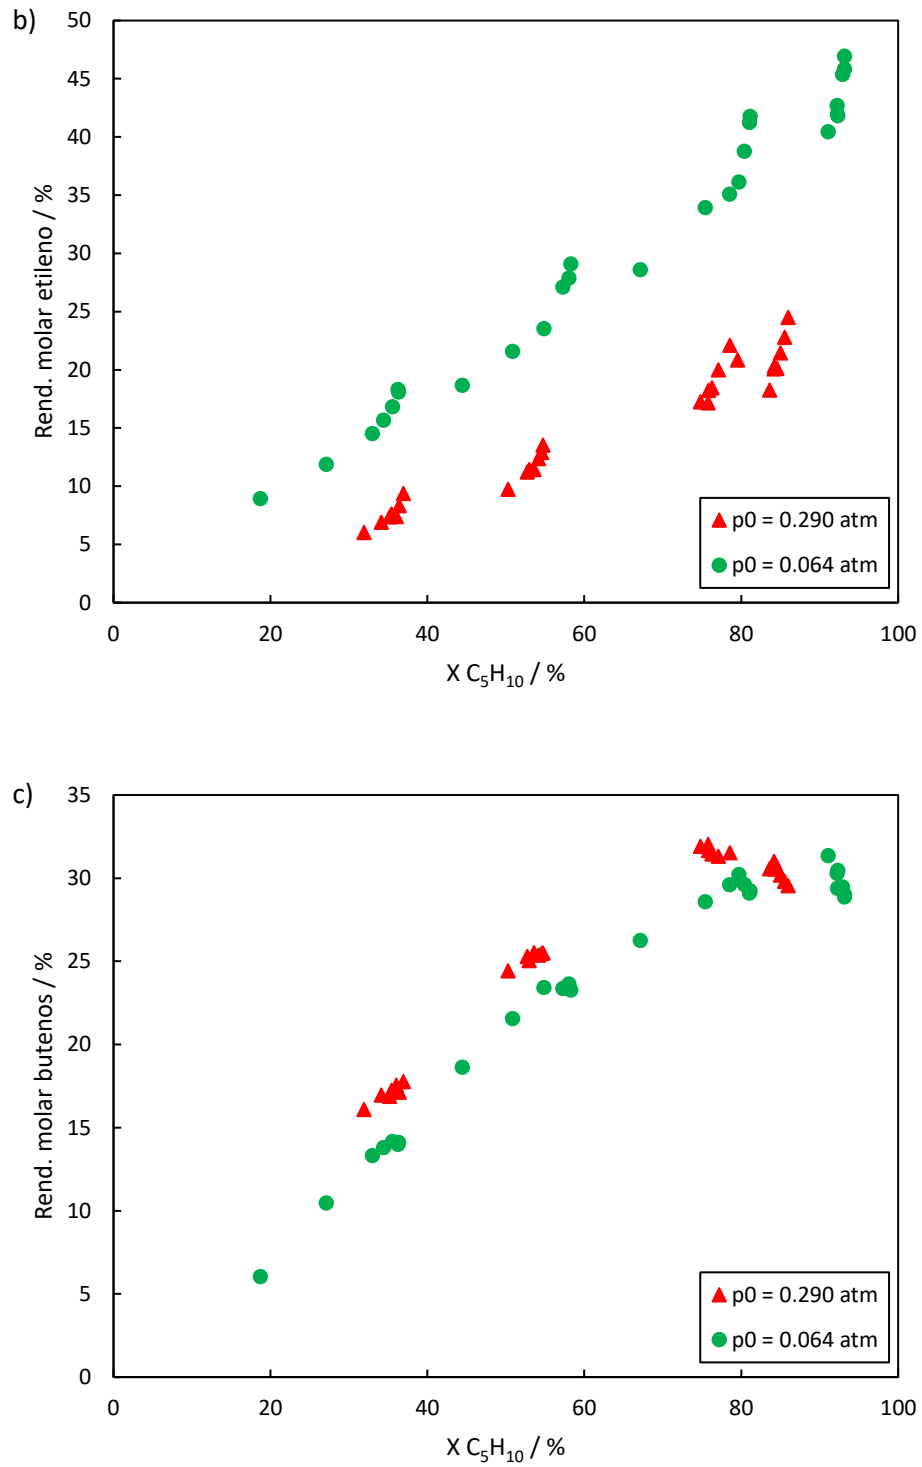 b)
50
45
40
35
30
25
20
15
10
5
0
Rend. molar etileno / %
p0 = 0.290 atm
p0 = 0.064 atm
0 20 40 60 80 100
X C₅H₁₀ / %
c)
35
30
25
20
15
10
5
0
Rend. molar butenos / %
p0 = 0.290 atm
p0 = 0.064 atm
0 20 40 60 80 100
X C₅H₁₀ / %